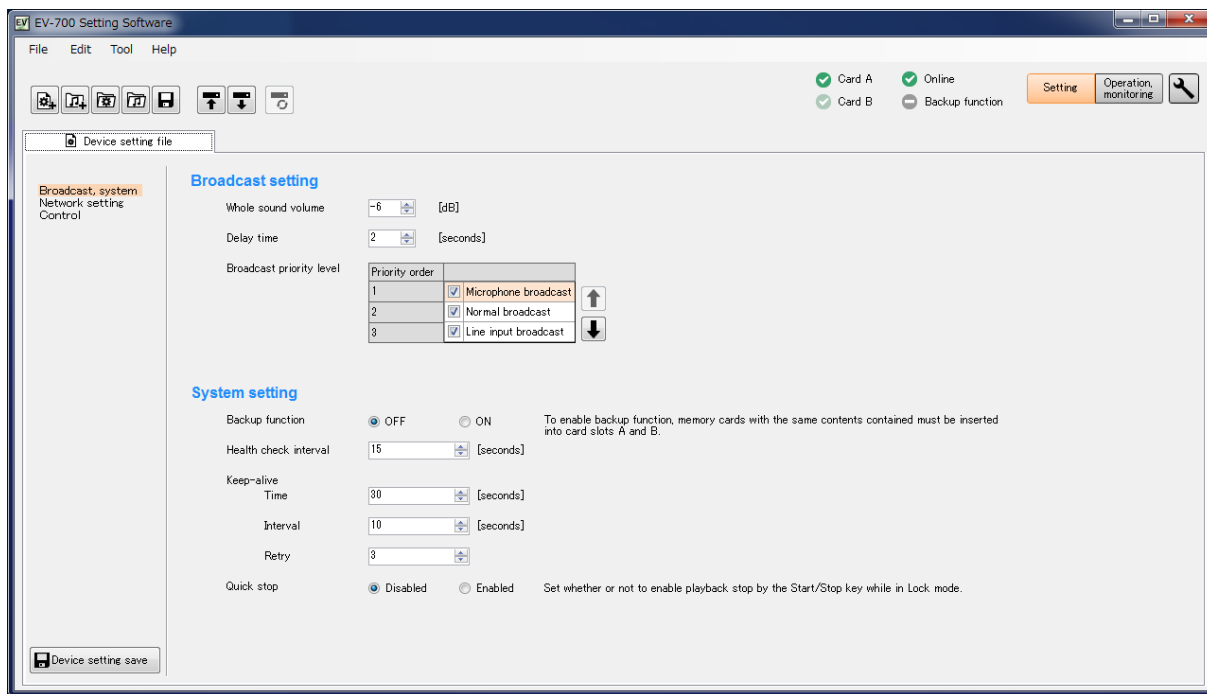 EV EV-700 Setting Software
File Edit Tool Help
Card A Online
Card B Backup function
Setting
Operation,
monitoring
Device setting file
Broadcast, system
Network setting
Control
Broadcast setting
Whole sound volume -6 [dB]
Delay time 2 [seconds]
Broadcast priority level
Priority order
1 Microphone broadcast
2 Normal broadcast
3 Line input broadcast
System setting
Backup function OFF ON To enable backup function, memory cards with the same contents contained must be inserted
into card slots A and B.
Health check interval 15 [seconds]
Keep-alive
Time 30 [seconds]
Interval 10 [seconds]
Retry 3
Quick stop Disabled Enabled Set whether or not to enable playback stop by the Start/Stop key while in Lock mode.
Device setting save